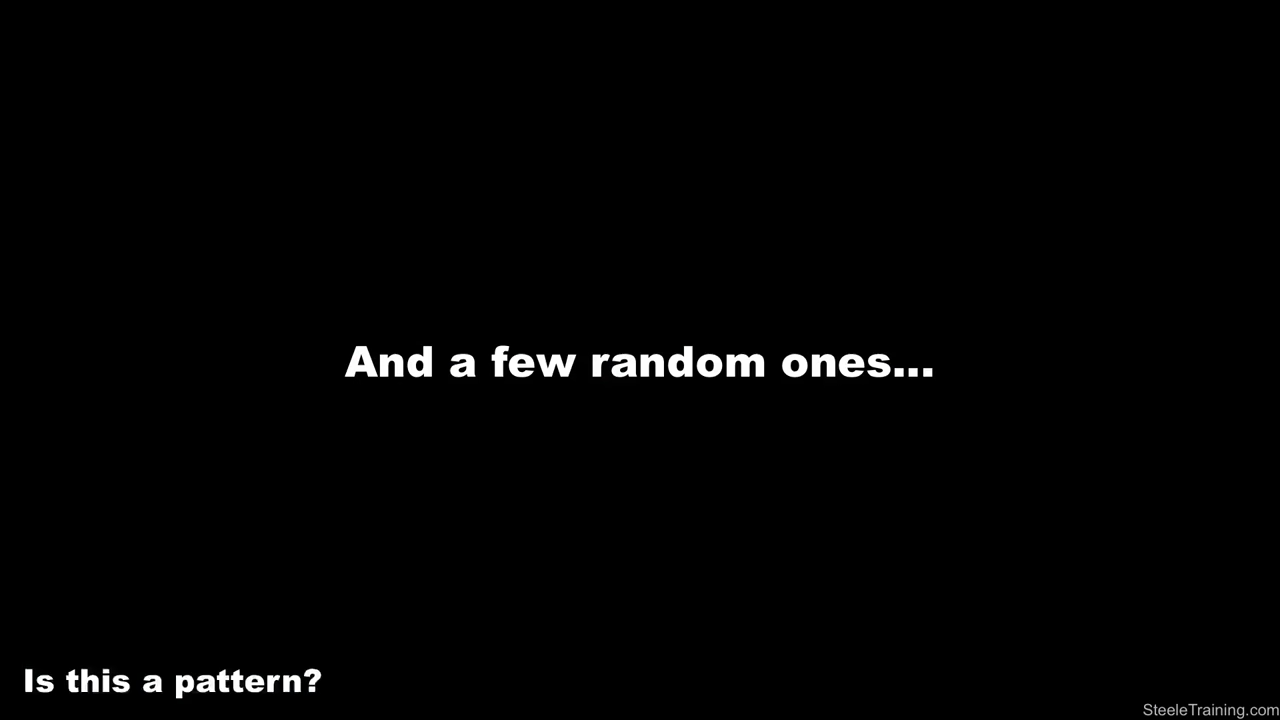 And a few random ones...
Is this a pattern?
SteeleTraining.com